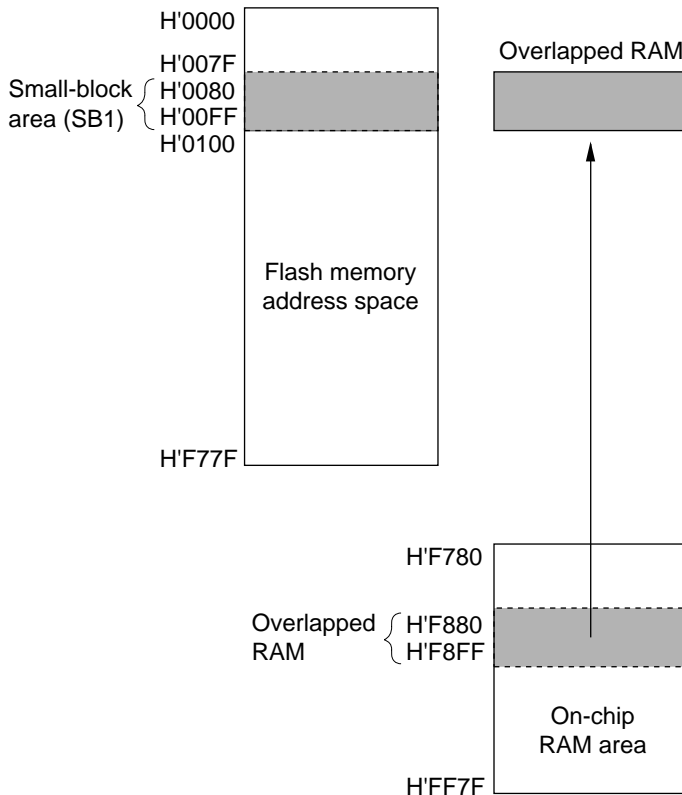 H'0000
Overlapped RAM
H'007F
Small-block
area (SB1)
H'0080
H'00FF
H'0100
Flash memory
address space
H'F77F
H'F780
Overlapped
RAM
H'F880
H'F8FF
On-chip
RAM area
H'FF7F